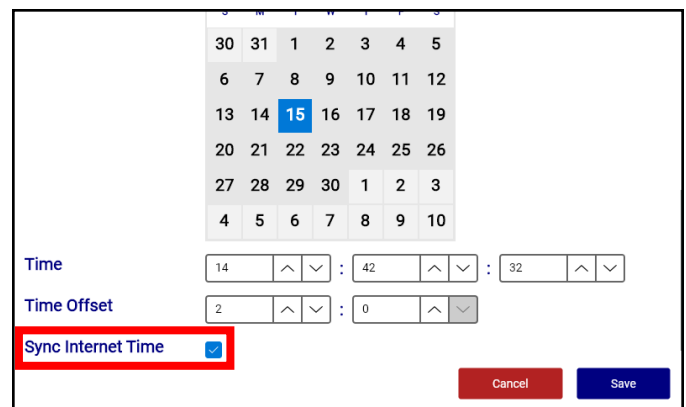 30 31 1 2 3 4 5
6 7 8 9 10 11 12
13 14 15 16 17 18 19
20 21 22 23 24 25 26
27 28 29 30 1 2 3
4 5 6 7 8 9 10
Time 14 : 42 : 32
Time Offset 2 : 0
Sync Internet Time
Cancel Save